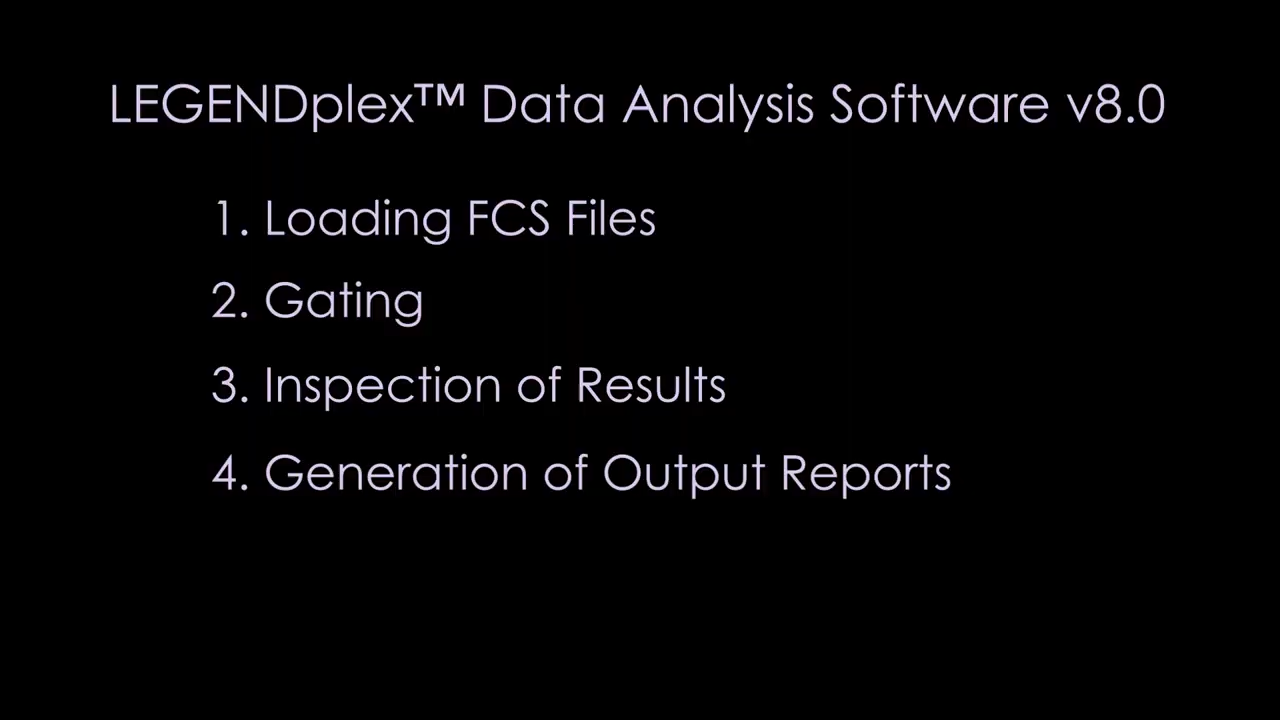 LEGENDplex™ Data Analysis Software v8.0
1. Loading FCS Files
2. Gating
3. Inspection of Results
4. Generation of Output Reports